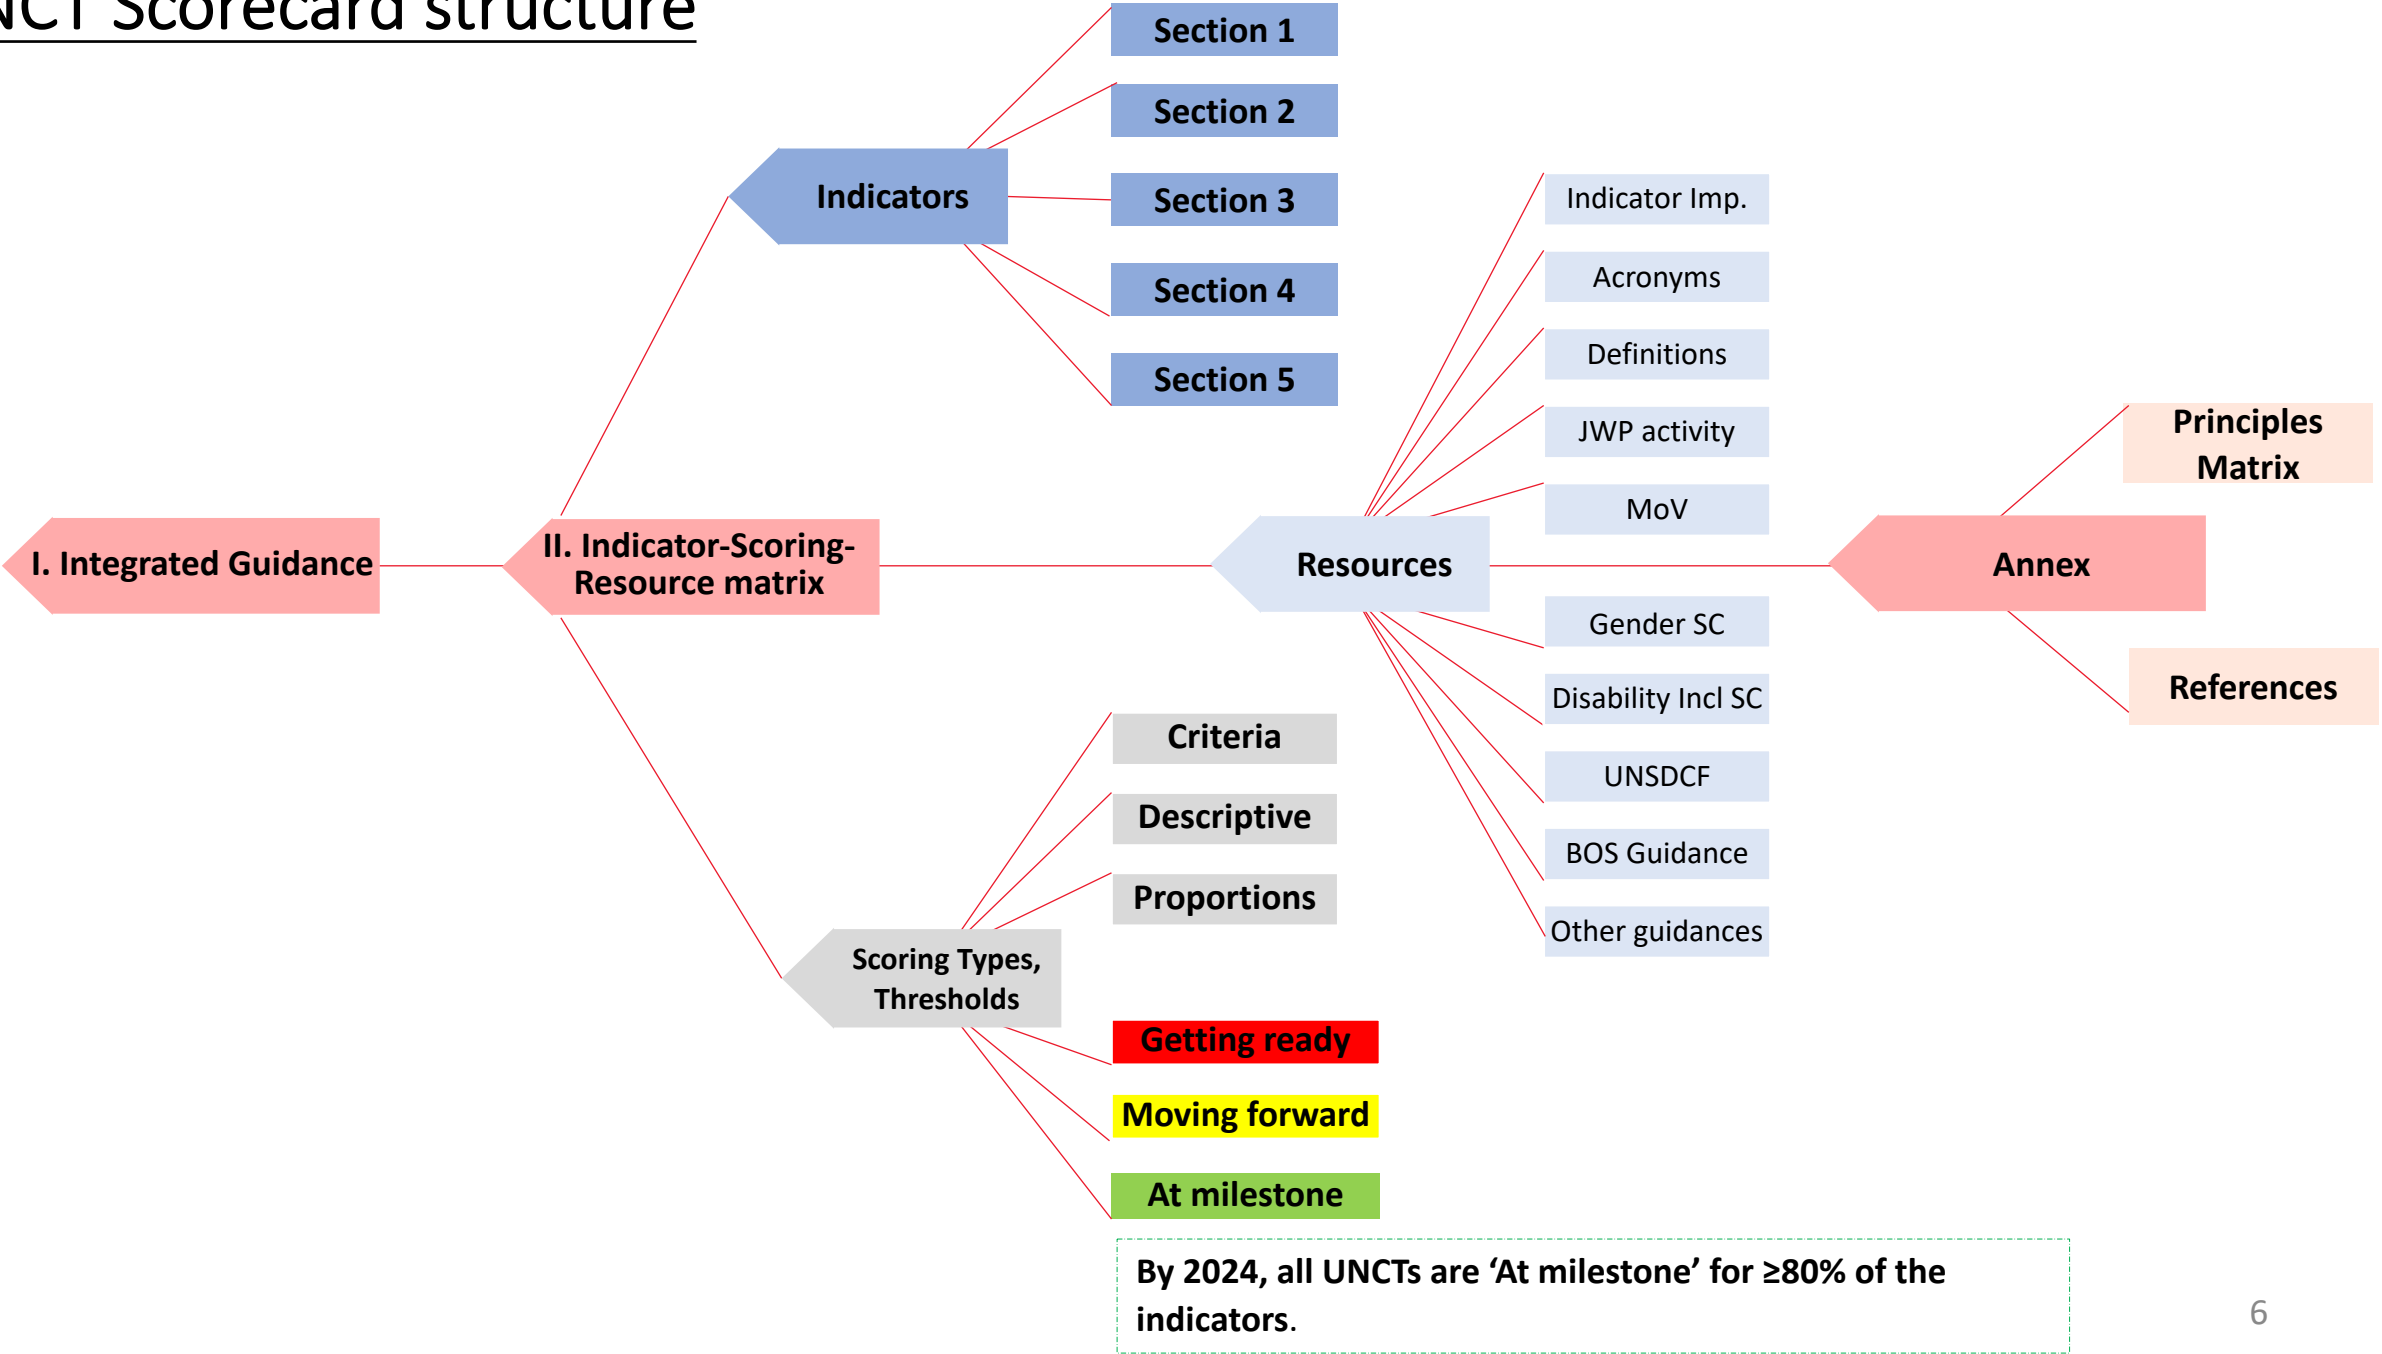 NCT Scorecard structure
Section 1
Section 2
Indicators
Section 3
Section 4
Section 5
I. Integrated Guidance
II. Indicator-Scoring-
Resource matrix
Resources
Indicator Imp.
Acronyms
Definitions
JWP activity
MoV
Gender SC
Disability Incl SC
UNSDCF
BOS Guidance
Other guidances
Annex
Principles
Matrix
References
Scoring Types,
Thresholds
Criteria
Descriptive
Proportions
Getting ready
Moving forward
At milestone
By 2024, all UNCTs are ‘At milestone’ for ≥80% of the
indicators.
6